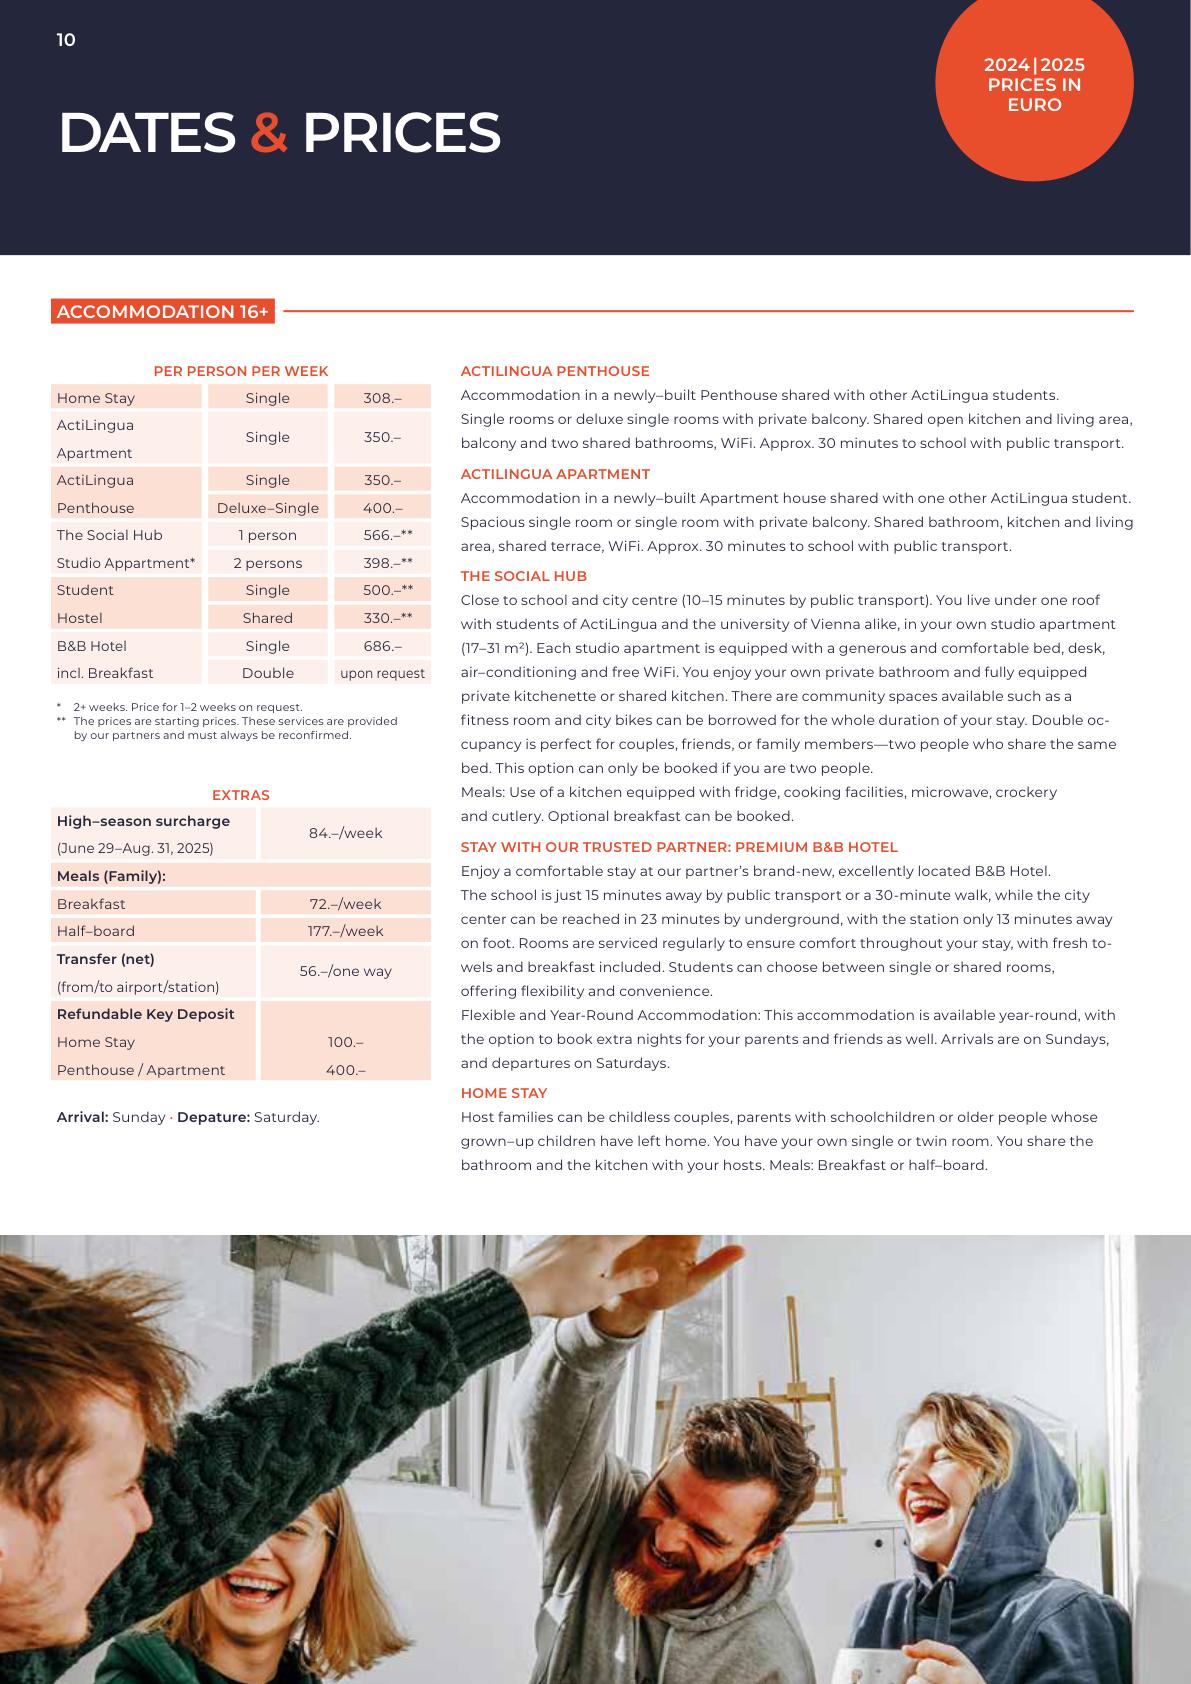 10
2024|2025
PRICES IN
EURO
DATES & PRICES
ACCOMMODATION 16+
PER PERSON PER WEEK
Home Stay Single 308.–
ActiLingua
Apartment Single 350.–
ActiLingua Single 350.–
Penthouse Deluxe–Single 400.–
The Social Hub 1 person 566.–**
Studio Appartment* 2 persons 398.–**
Student Single 500.–**
Hostel Shared 330.–**
B&B Hotel Single 686.–
incl. Breakfast Double upon request
* 2+ weeks. Price for 1–2 weeks on request.
** The prices are starting prices. These services are provided
by our partners and must always be reconfirmed.
EXTRAS
High–season surcharge
(June 29–Aug. 31, 2025) 84.–/week
Meals (Family):
Breakfast 72.–/week
Half–board 177.–/week
Transfer (net)
(from/to airport/station) 56.–/one way
Refundable Key Deposit
Home Stay 100.–
Penthouse / Apartment 400.–
Arrival: Sunday · Depature: Saturday.
ACTILINGUA PENTHOUSE
Accommodation in a newly–built Penthouse shared with other ActiLingua students.
Single rooms or deluxe single rooms with private balcony. Shared open kitchen and living area,
balcony and two shared bathrooms, WiFi. Approx. 30 minutes to school with public transport.
ACTILINGUA APARTMENT
Accommodation in a newly–built Apartment house shared with one other ActiLingua student.
Spacious single room or single room with private balcony. Shared bathroom, kitchen and living
area, shared terrace, WiFi. Approx. 30 minutes to school with public transport.
THE SOCIAL HUB
Close to school and city centre (10–15 minutes by public transport). You live under one roof
with students of ActiLingua and the university of Vienna alike, in your own studio apartment
(17–31 m²). Each studio apartment is equipped with a generous and comfortable bed, desk,
air–conditioning and free WiFi. You enjoy your own private bathroom and fully equipped
private kitchenette or shared kitchen. There are community spaces available such as a
fitness room and city bikes can be borrowed for the whole duration of your stay. Double oc-
cupancy is perfect for couples, friends, or family members—two people who share the same
bed. This option can only be booked if you are two people.
Meals: Use of a kitchen equipped with fridge, cooking facilities, microwave, crockery
and cutlery. Optional breakfast can be booked.
STAY WITH OUR TRUSTED PARTNER: PREMIUM B&B HOTEL
Enjoy a comfortable stay at our partner's brand-new, excellently located B&B Hotel.
The school is just 15 minutes away by public transport or a 30-minute walk, while the city
center can be reached in 23 minutes by underground, with the station only 13 minutes away
on foot. Rooms are serviced regularly to ensure comfort throughout your stay, with fresh to-
wels and breakfast included. Students can choose between single or shared rooms,
offering flexibility and convenience.
Flexible and Year-Round Accommodation: This accommodation is available year-round, with
the option to book extra nights for your parents and friends as well. Arrivals are on Sundays,
and departures on Saturdays.
HOME STAY
Host families can be childless couples, parents with schoolchildren or older people whose
grown–up children have left home. You have your own single or twin room. You share the
bathroom and the kitchen with your hosts. Meals: Breakfast or half–board.